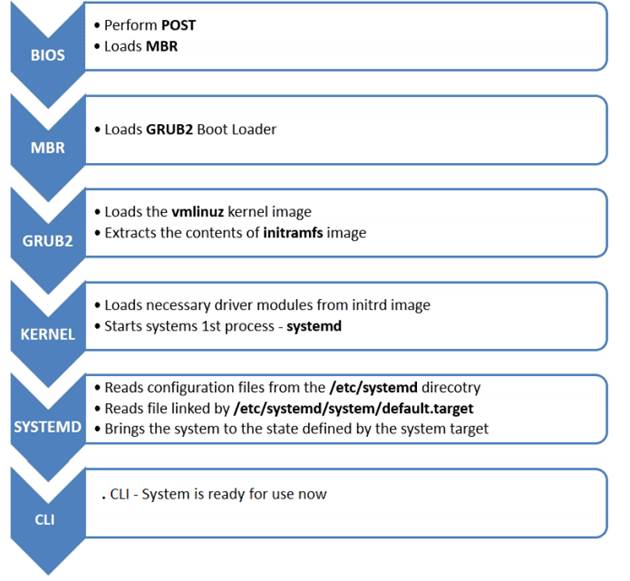 BIOS
• Perform POST
• Loads MBR
MBR
• Loads GRUB2 Boot Loader
GRUB2
• Loads the vmlinuz kernel image
• Extracts the contents of initramfs image
KERNEL
• Loads necessary driver modules from initrd image
• Starts systems 1st process - systemd
SYSTEMD
• Reads configuration files from the /etc/systemd direcotry
• Reads file linked by /etc/systemd/system/default.target
• Brings the system to the state defined by the system target
CLI
. CLI - System is ready for use now